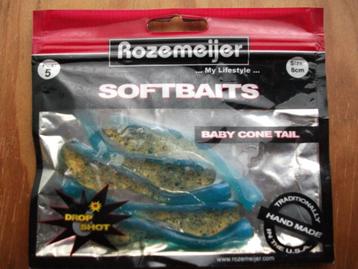 Rozemeijer
... My Lifestyle ...
5
Size
8cm
SOFTBAITS
BABY CONE TAIL
DROP
SHOT
TRADITIONALLY
HAND MADE
IN THE U.S.A.
www.rozemeijer.com